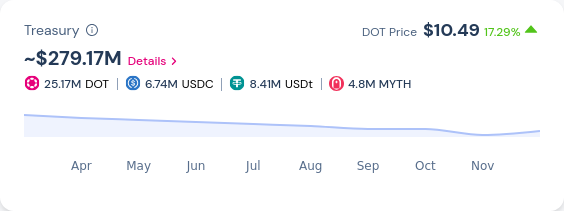 Treasury
DOT Price $10.49 17.29%
~$279.17M Details >
25.17M DOT | 6.74M USDC | 8.41M USDt | 4.8M MYTH
Apr May Jun Jul Aug Sep Oct Nov